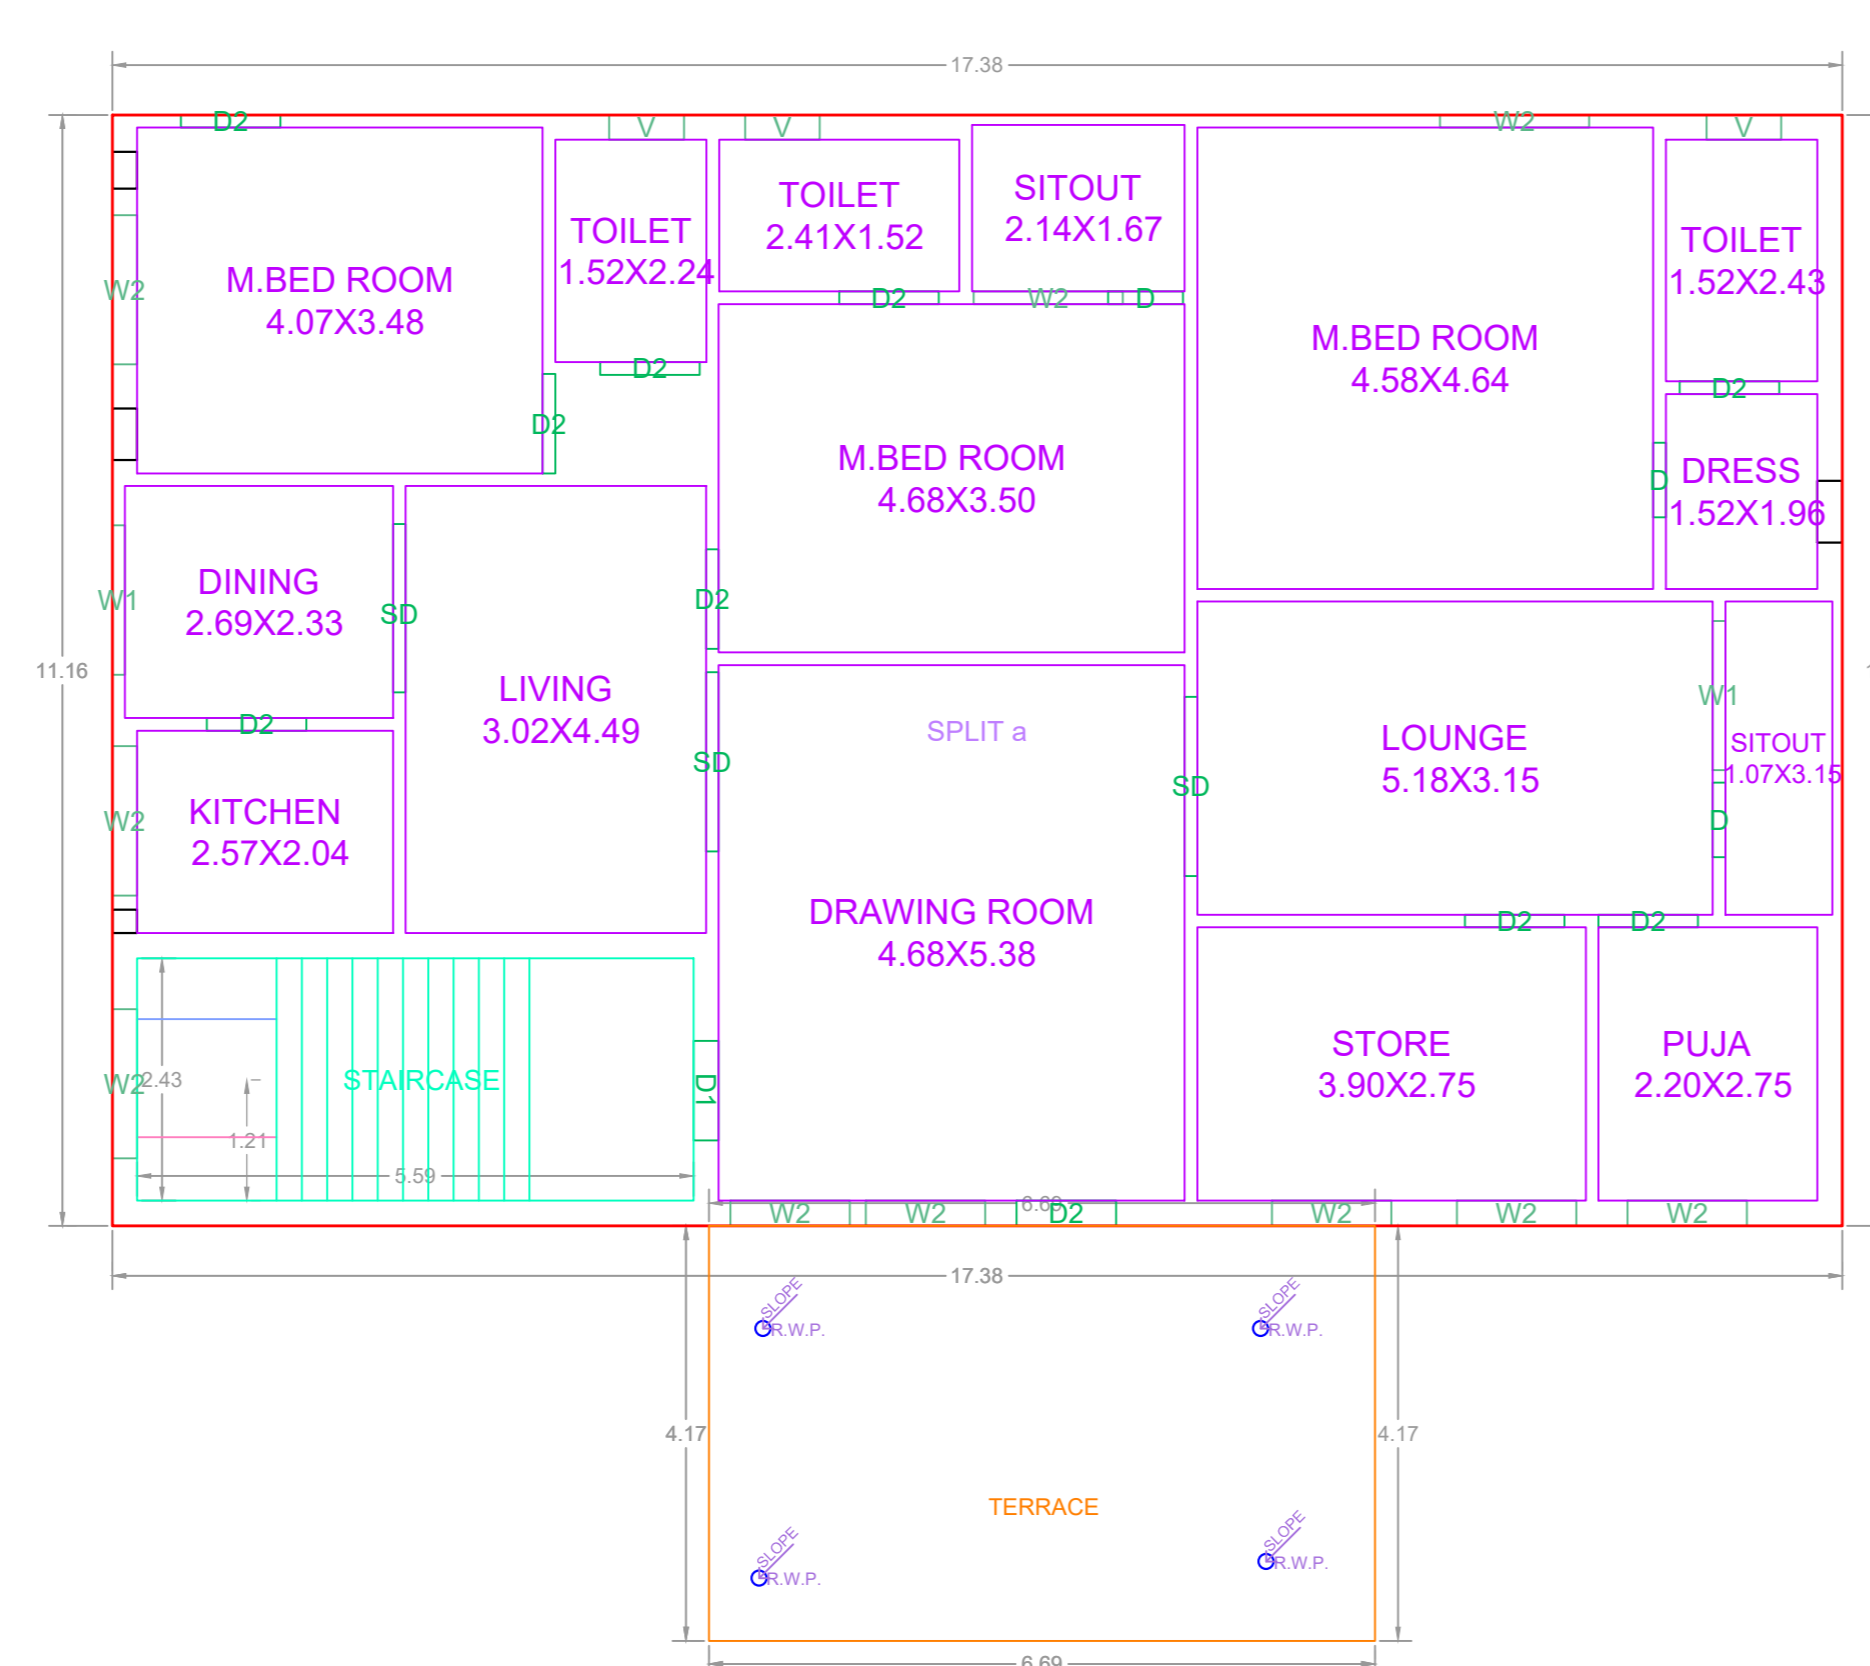 17.38
D2
V
V
W2
V
TOILET
2.41X1.52
SITOUT
2.14X1.67
TOILET
1.52X2.24
TOILET
1.52X2.43
M.BED ROOM
4.07X3.48
W2
D2
W2
D
M.BED ROOM
4.58X4.64
D2
D2
D2
M.BED ROOM
4.68X3.50
D
DRESS
1.52X1.96
DINING
2.69X2.33
W1
SD
D2
11.16
LIVING
3.02X4.49
W1
D2
SPLIT a
LOUNGE
5.18X3.15
SITOUT
1.07X3.15
SD
SD
KITCHEN
2.57X2.04
W2
D
DRAWING ROOM
4.68X5.38
D2
D2
STORE
3.90X2.75
PUJA
2.20X2.75
W2
2.43
STAIRCASE
D1
1.21
5.59
6.69
W2
W2
D2
W2
W2
W2
17.38
SLOPE
R.W.P.
SLOPE
R.W.P.
4.17
4.17
TERRACE
SLOPE
R.W.P.
SLOPE
R.W.P.
6.69